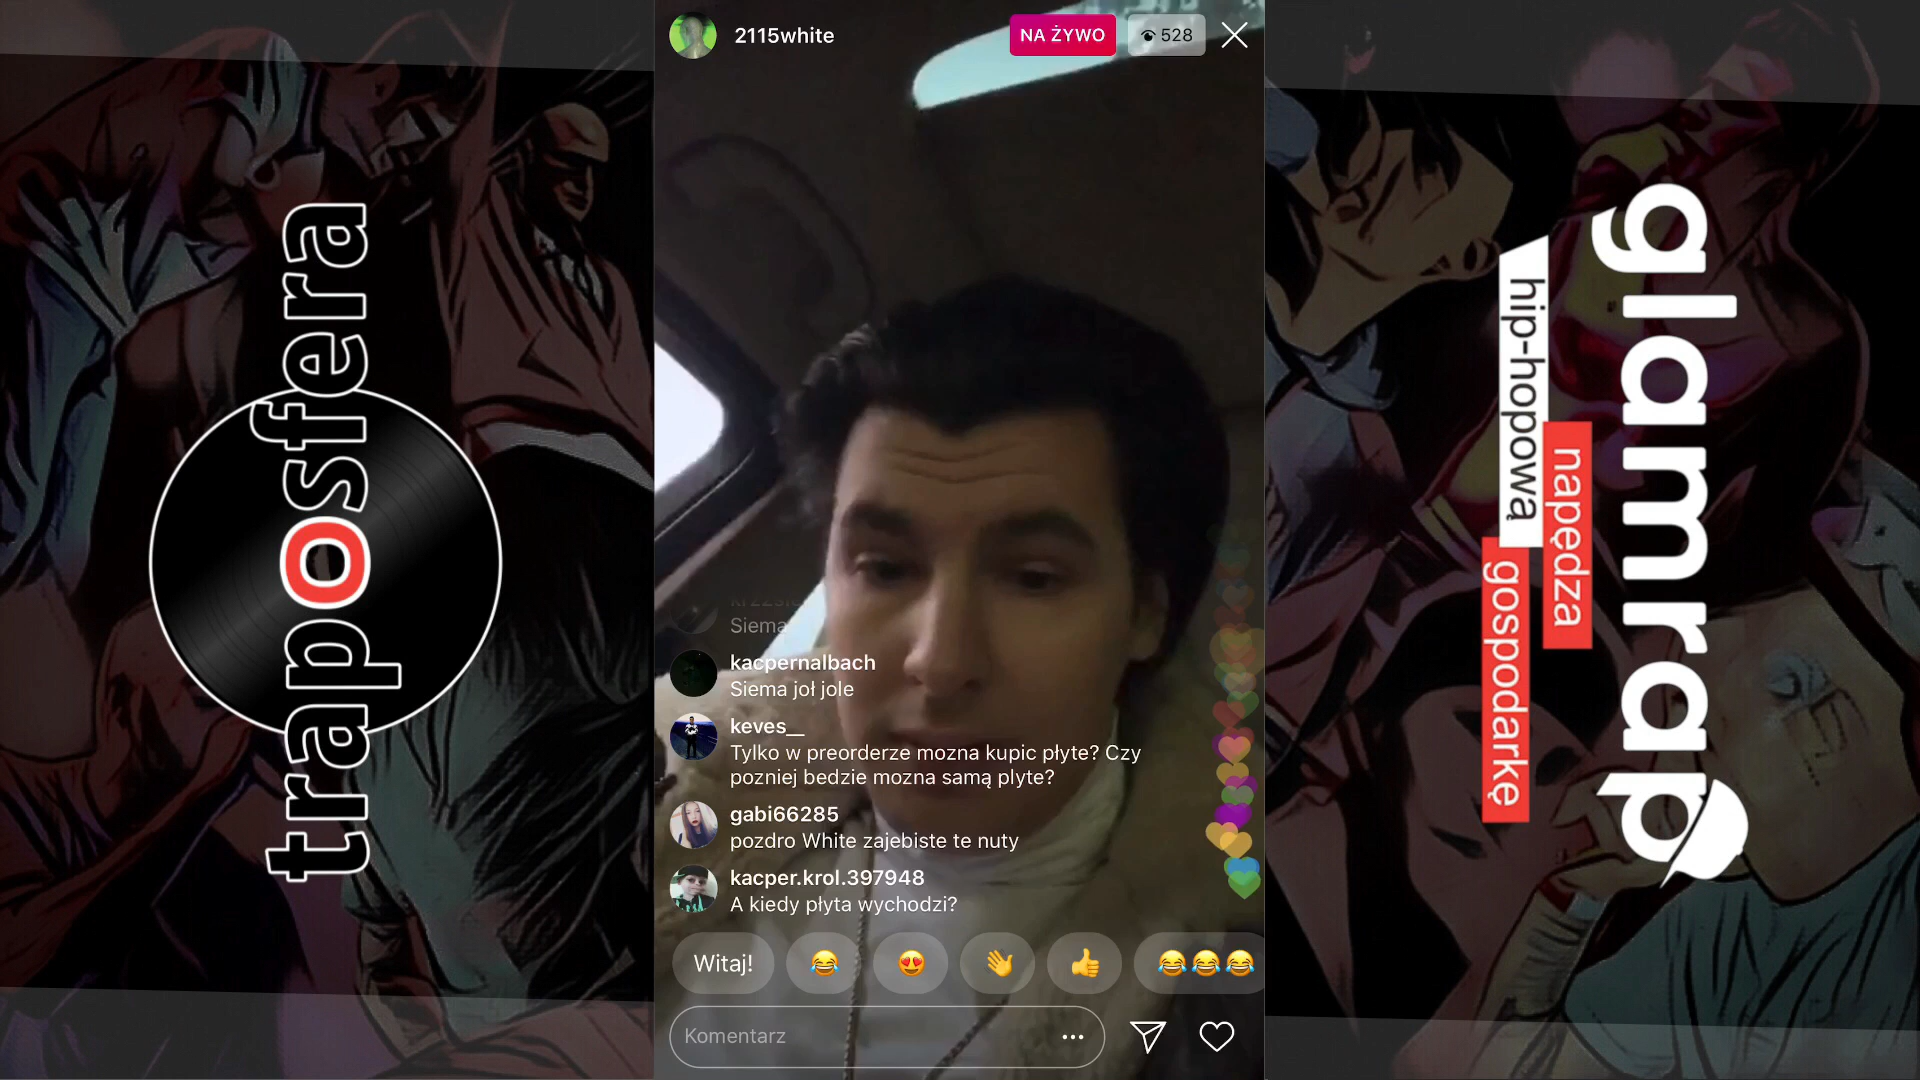 traposfera
2115white
NA ŻYWO
528
Siema
kacpernalbach
Siema joł jole
keves__
Tylko w preorderze mozna kupic płyte? Czy
pozniej bedzie mozna samą plyte?
gabi66285
pozdro White zajebiste te nuty
kacper.krol.397948
A kiedy płyta wychodzi?
Witaj!
Komentarz
glamrap
napędza
hip-hopową
gospodarkę